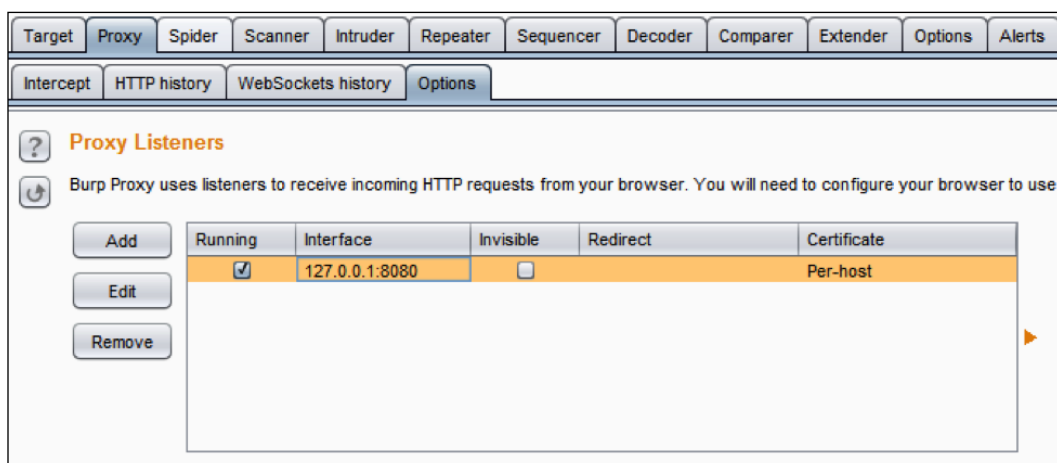 Target Proxy Spider Scanner Intruder Repeater Sequencer Decoder Comparer Extender Options Alerts
Intercept HTTP history WebSockets history Options
? Proxy Listeners
Burp Proxy uses listeners to receive incoming HTTP requests from your browser. You will need to configure your browser to use
Add Running Interface Invisible Redirect Certificate
127.0.0.1:8080 Per-host
Edit
Remove